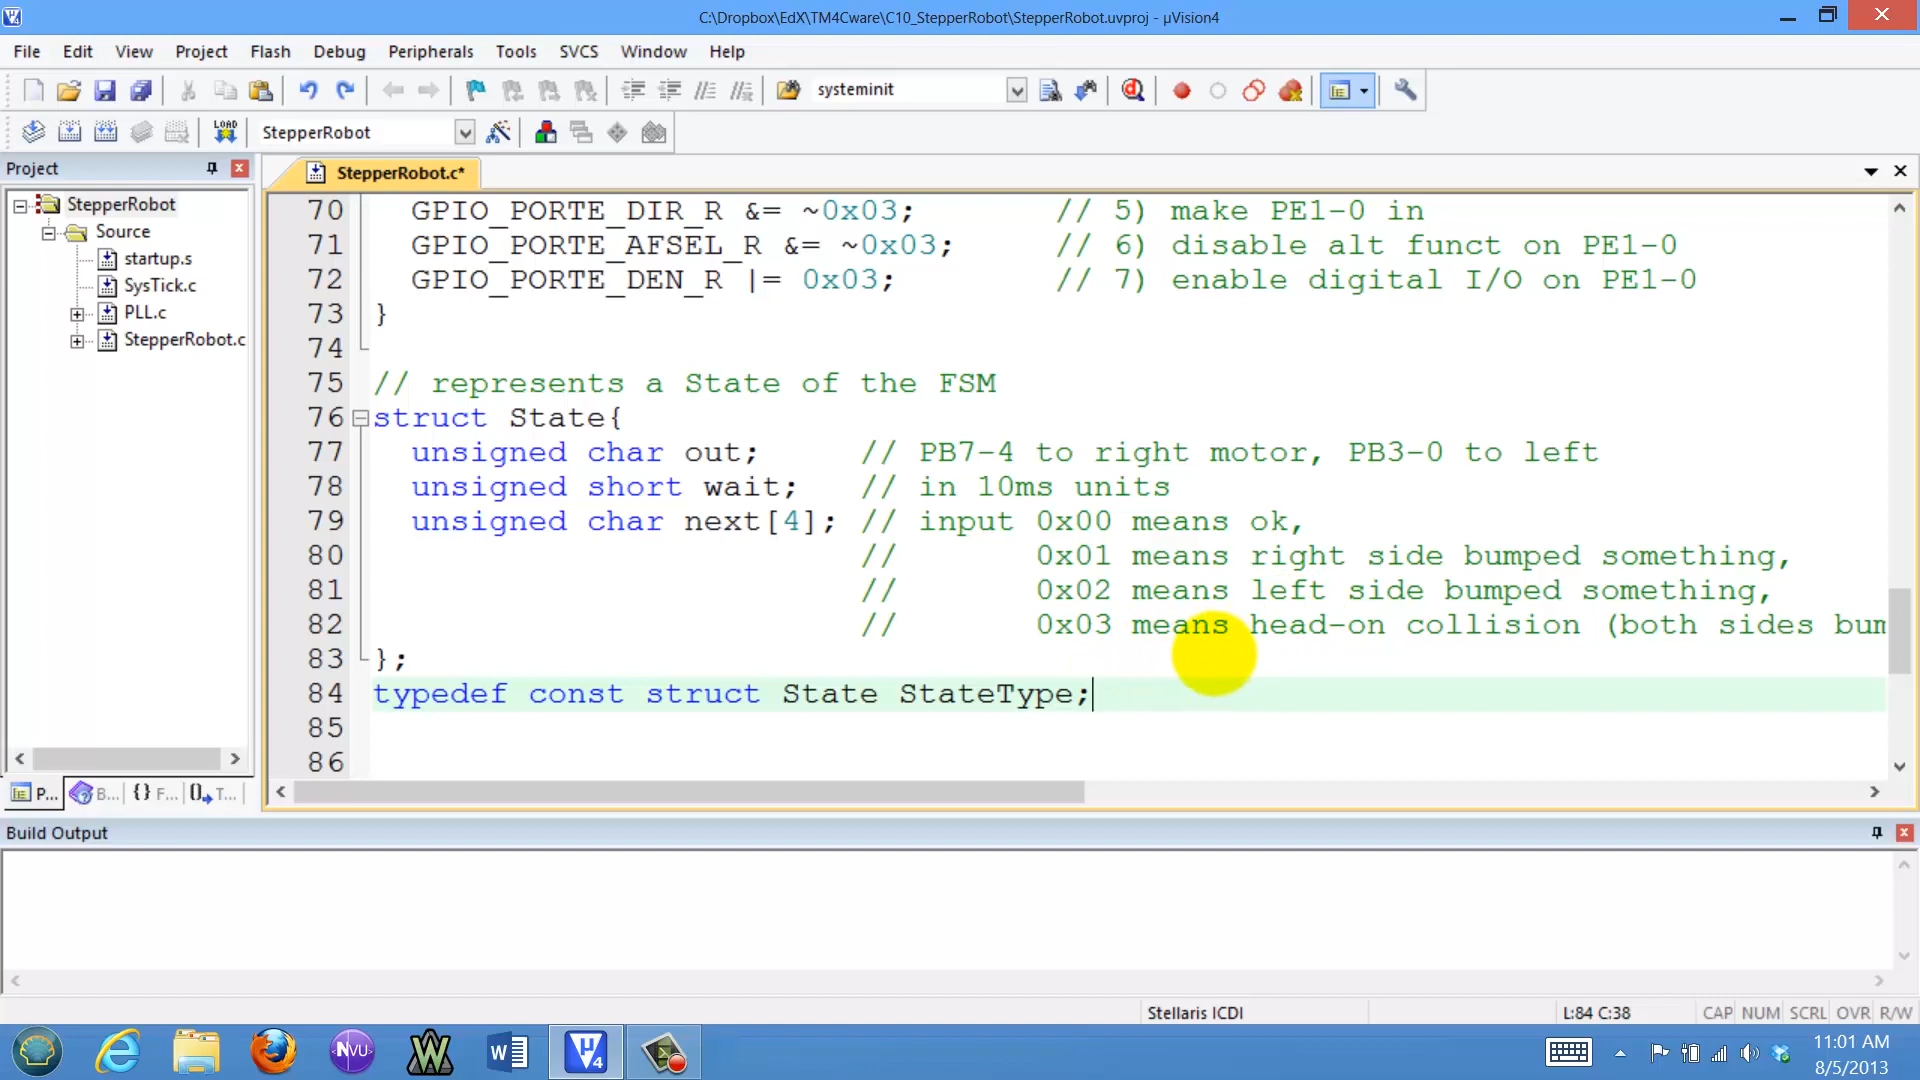 C:\Dropbox\EdX\TM4Cware\C10_StepperRobot\StepperRobot.uvproj - µVision4
File Edit View Project Flash Debug Peripherals Tools SVCS Window Help
systeminit
LOAD StepperRobot
Project
StepperRobot.c*
StepperRobot
Source
startup.s
SysTick.c
PLL.c
StepperRobot.c
70 GPIO_PORTE_DIR_R &= ~0x03; // 5) make PE1-0 in
71 GPIO_PORTE_AFSEL_R &= ~0x03; // 6) disable alt funct on PE1-0
72 GPIO_PORTE_DEN_R |= 0x03; // 7) enable digital I/O on PE1-0
73 }
74
75 // represents a State of the FSM
76 struct State{
77 unsigned char out; // PB7-4 to right motor, PB3-0 to left
78 unsigned short wait; // in 10ms units
79 unsigned char next[4]; // input 0x00 means ok,
80 // 0x01 means right side bumped something,
81 // 0x02 means left side bumped something,
82 // 0x03 means head-on collision (both sides bum
83 };
84 typedef const struct State StateType;
85
86
P... B... {} F... 0 T...
Build Output
Stellaris ICDI L:84 C:38 CAP NUM SCRL OVR R/W
NVU W W µ4
11:01 AM
8/5/2013